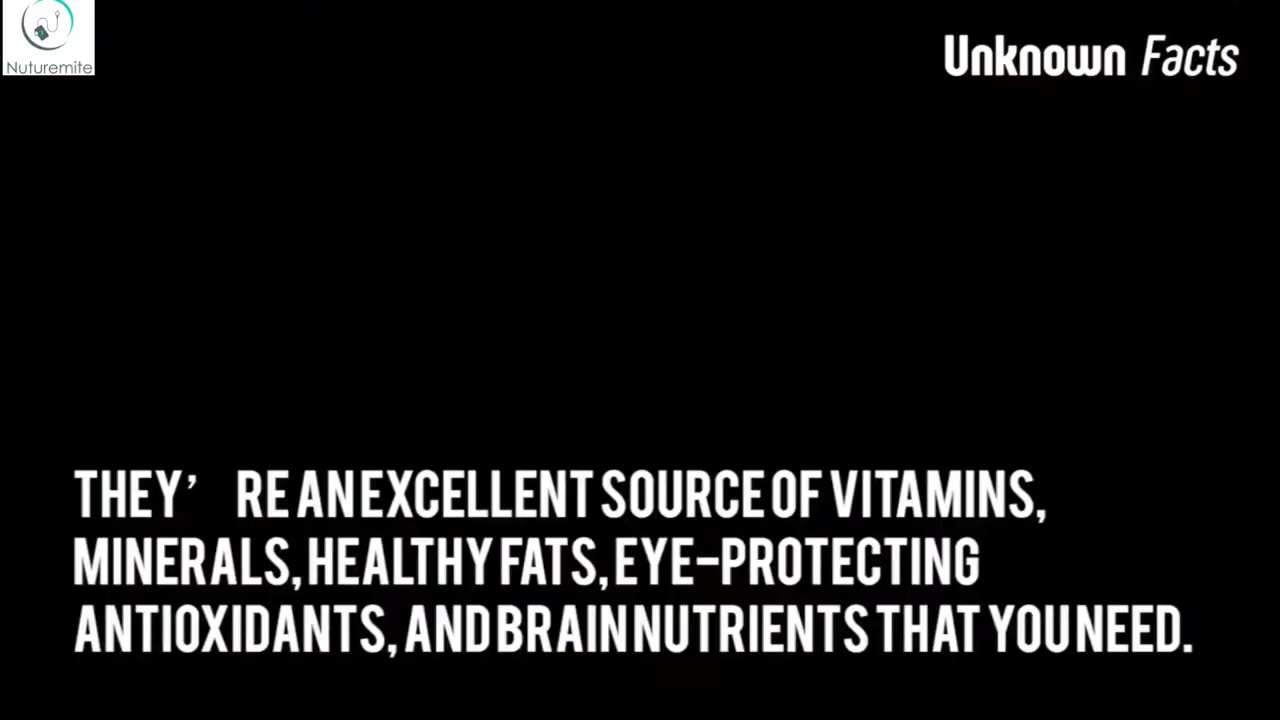 Nuturemite
Unknown Facts
THEY’ RE AN EXCELLENT SOURCE OF VITAMINS,
MINERALS, HEALTHY FATS, EYE-PROTECTING
ANTIOXIDANTS, AND BRAIN NUTRIENTS THAT YOU NEED.